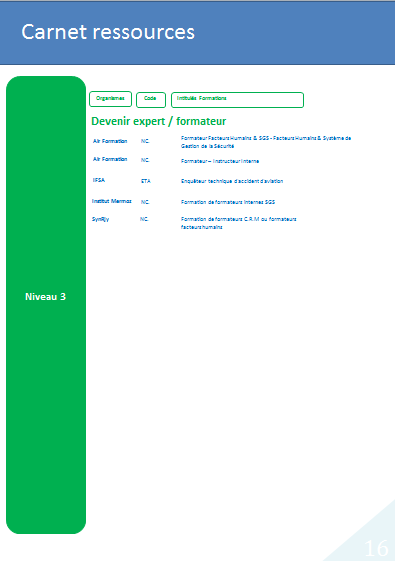 Carnet ressources
Organismes Code Intitulés Formations
Devenir expert / formateur
Air Formation NC. Formateur Facteurs Humains & SGS - Facteurs Humains & Système de
Gestion de la Sécurité
Air Formation NC. Formateur – Instructeur interne
IFSA ETA Enquêteur technique d'accident d'aviation
Institut Mermoz NC. Formation de formateurs internes SGS
SynRjy NC. Formation de formateurs C.R.M ou formateurs
facteurs humains
Niveau 3
16